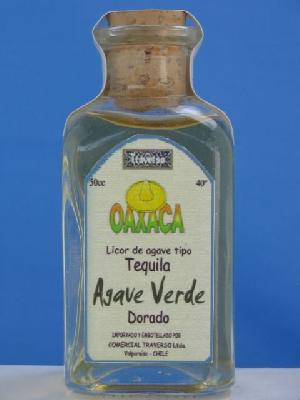 Traverso
50cc 40º
OAXACA
Licor de agave tipo
Tequila
Agave Verde
Dorado
IMPORTADO Y EMBOTELLADO POR
COMERCIAL TRAVERSO Ltda.
Valparaíso - CHILE